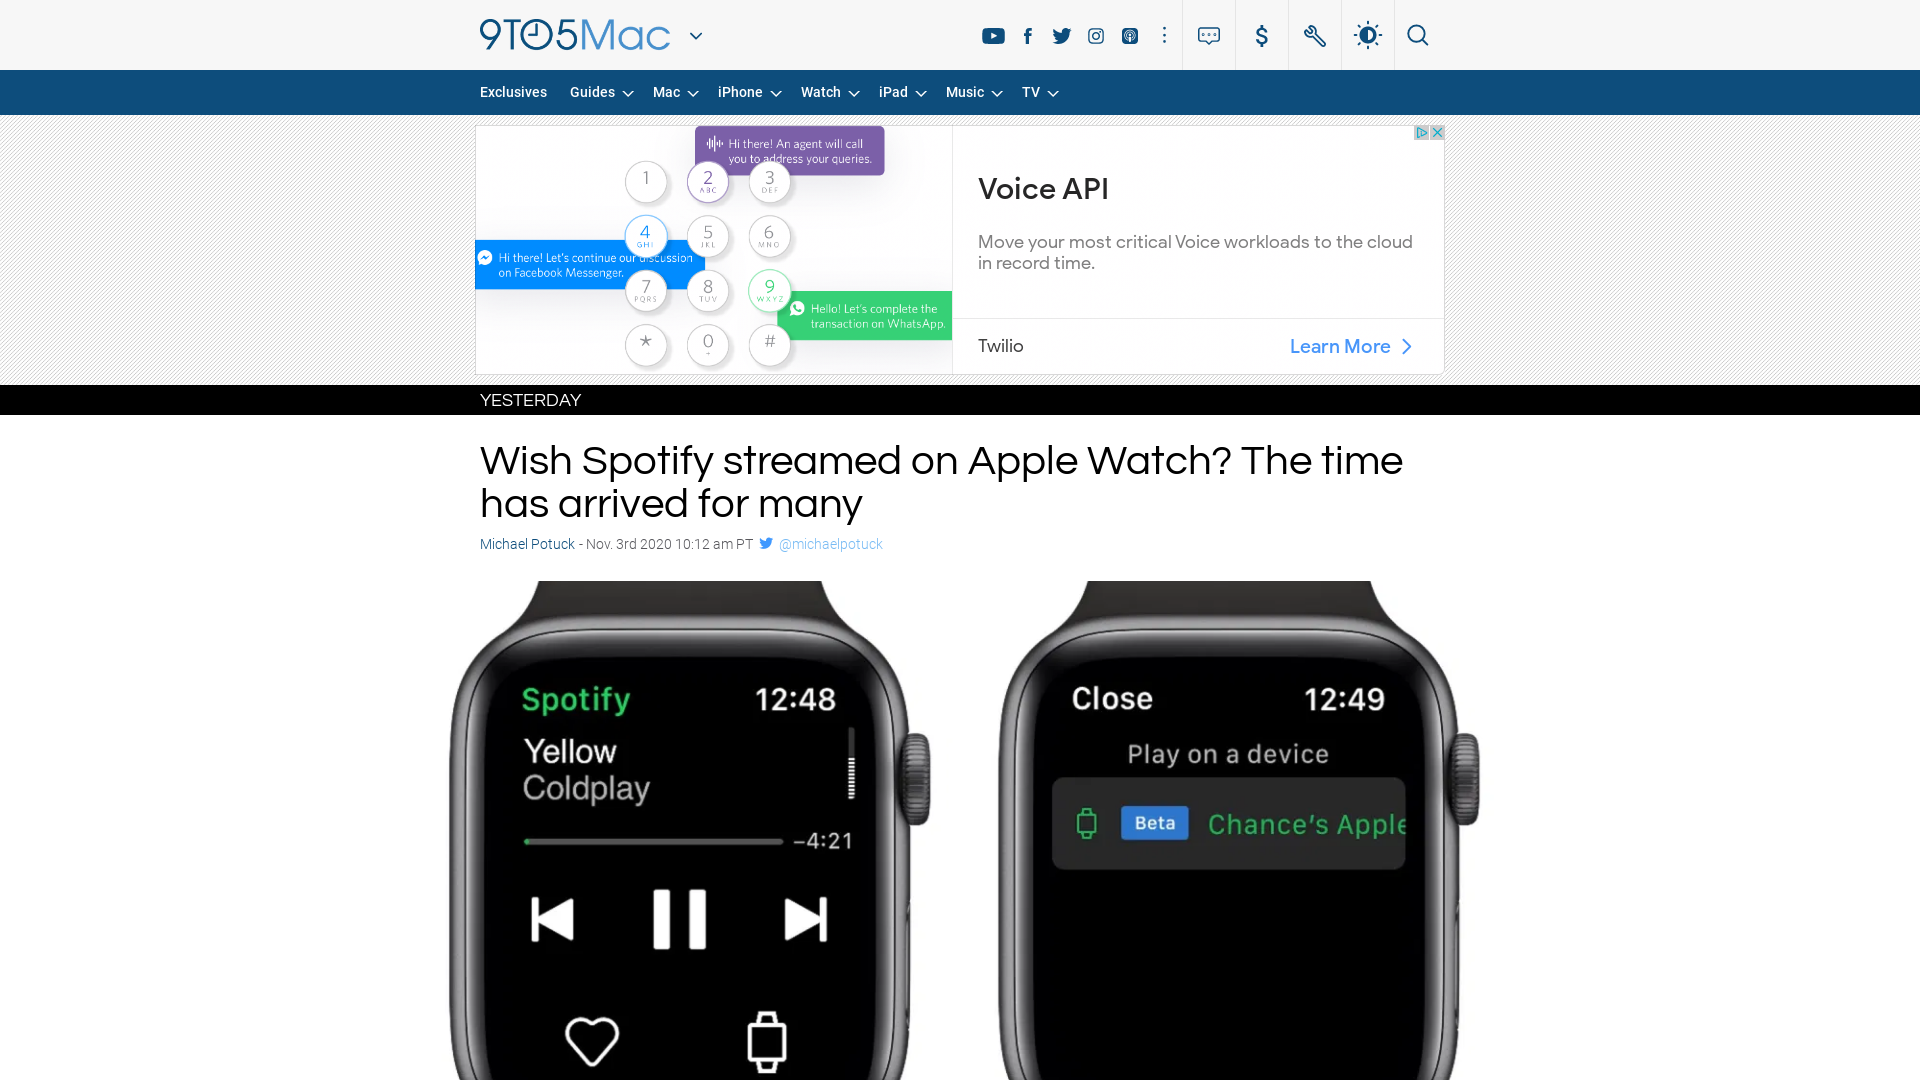 9TO5Mac
Exclusives Guides Mac iPhone Watch iPad Music TV
Hi there! An agent will call
you to address your queries.
1 2 ABC 3 DEF
4 GHI 5 JKL 6 MNO
Hi there! Let's continue our discussion
on Facebook Messenger.
7 PQRS 8 TUV 9 WXYZ
Hello! Let's complete the
transaction on WhatsApp.
* 0 + #
Voice API
Move your most critical Voice workloads to the cloud
in record time.
Twilio Learn More
YESTERDAY
Wish Spotify streamed on Apple Watch? The time
has arrived for many
Michael Potuck - Nov. 3rd 2020 10:12 am PT @michaelpotuck
Spotify 12:48
Yellow
Coldplay
-4:21
Close 12:49
Play on a device
Beta Chance's Apple